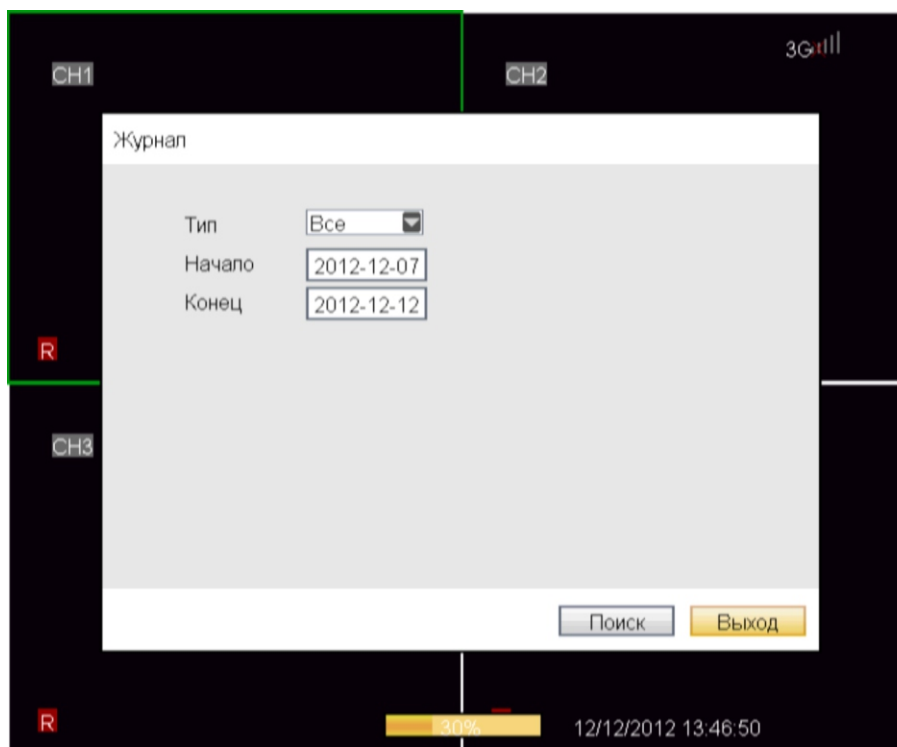 3G
CH1
CH2
Журнал
Тип Все
Начало 2012-12-07
Конец 2012-12-12
R
CH3
Поиск Выход
R
30% 12/12/2012 13:46:50